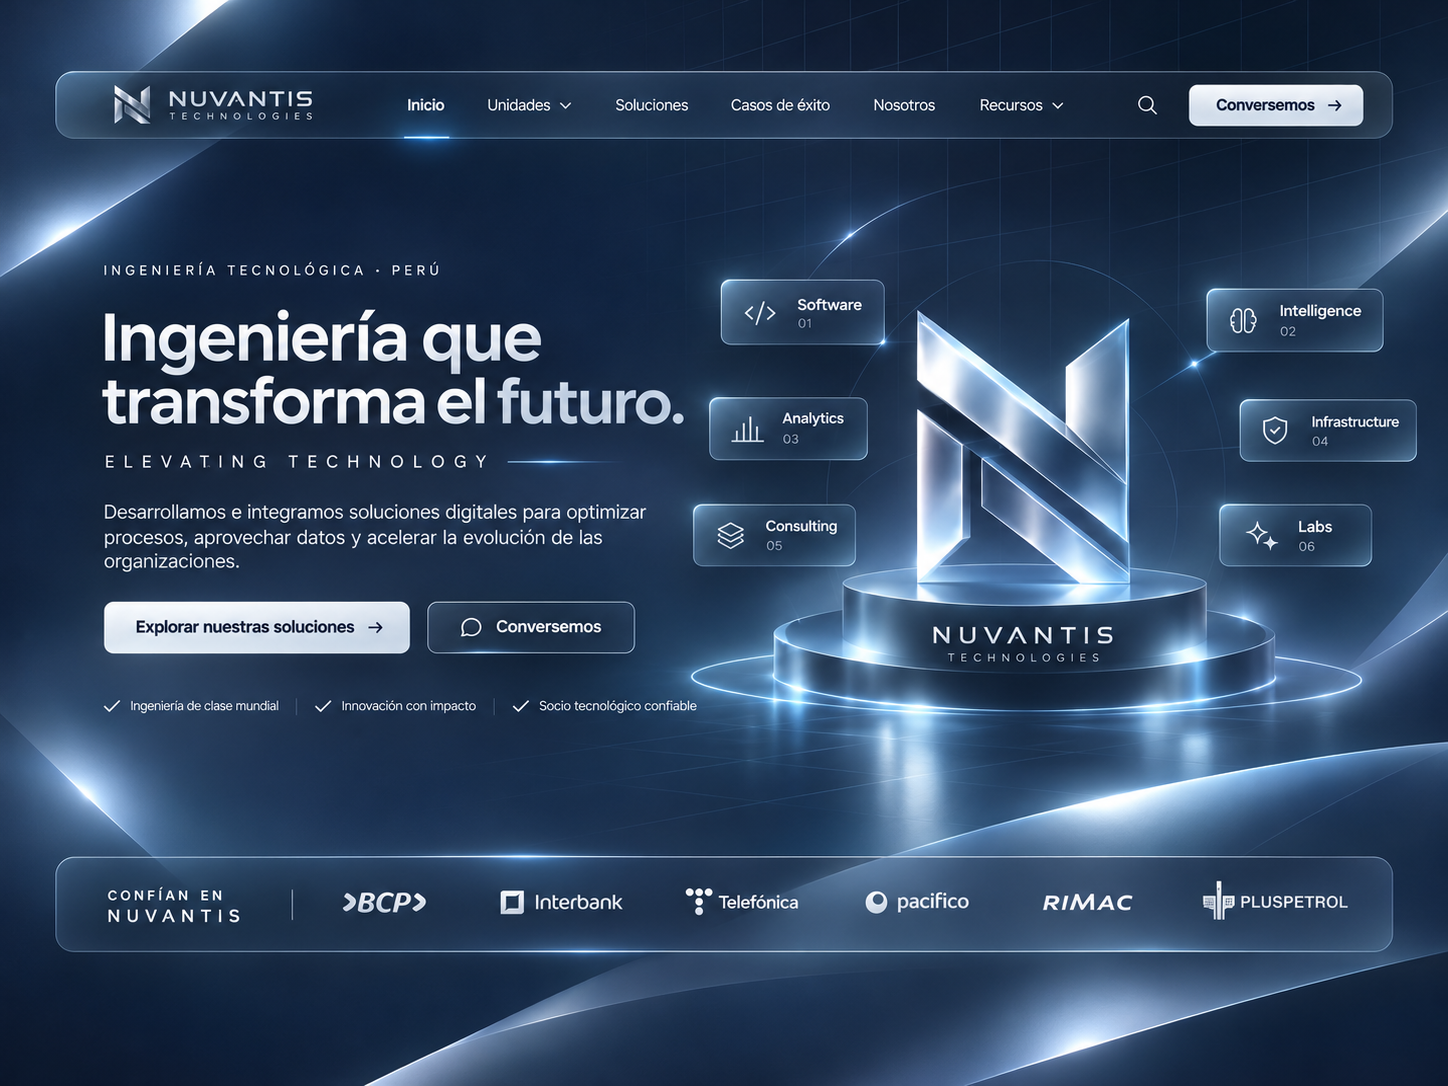 NUVANTIS
TECHNOLOGIES
Inicio
Unidades
Soluciones
Casos de éxito
Nosotros
Recursos
Conversemos
INGENIERÍA TECNOLÓGICA · PERÚ
Ingeniería que
transforma el futuro.
ELEVATING TECHNOLOGY
Desarrollamos e integramos soluciones digitales para optimizar
procesos, aprovechar datos y acelerar la evolución de las
organizaciones.
Explorar nuestras soluciones
Conversemos
Ingeniería de clase mundial
Innovación con impacto
Socio tecnológico confiable
Software
01
Intelligence
02
Analytics
03
Infrastructure
04
Consulting
05
Labs
06
NUVANTIS
TECHNOLOGIES
CONFÍAN EN
NUVANTIS
BCP
Interbank
Telefónica
pacifico
RIMAC
PLUSPETROL